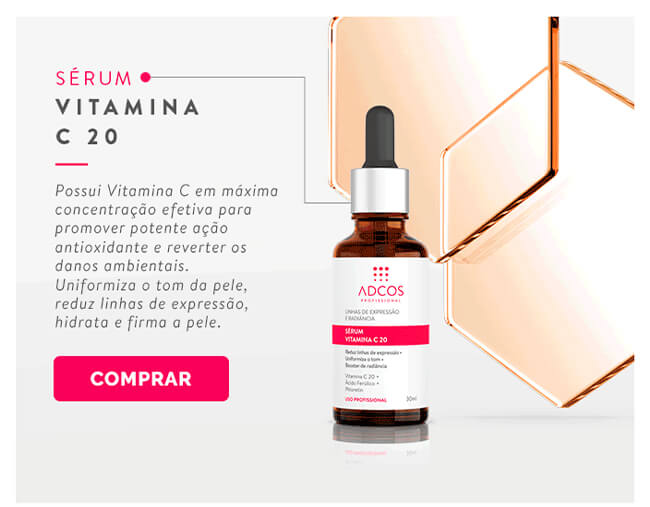 SÉRUM
VITAMINA
C 20
Possui Vitamina C em máxima
concentração efetiva para
promover potente ação
antioxidante e reverter os
danos ambientais.
Uniformiza o tom da pele,
reduz linhas de expressão,
hidrata e firma a pele.
COMPRAR
ADCOS
PROFISSIONAL
LINHAS DE EXPRESSÃO
E RADIÂNCIA
SÉRUM
VITAMINA C 20
Reduz linhas de expressão •
Uniformiza o tom •
Booster de radiância
Vitamina C 20 +
Ácido Ferúlico +
Phloretin
USO PROFISSIONAL
30ml